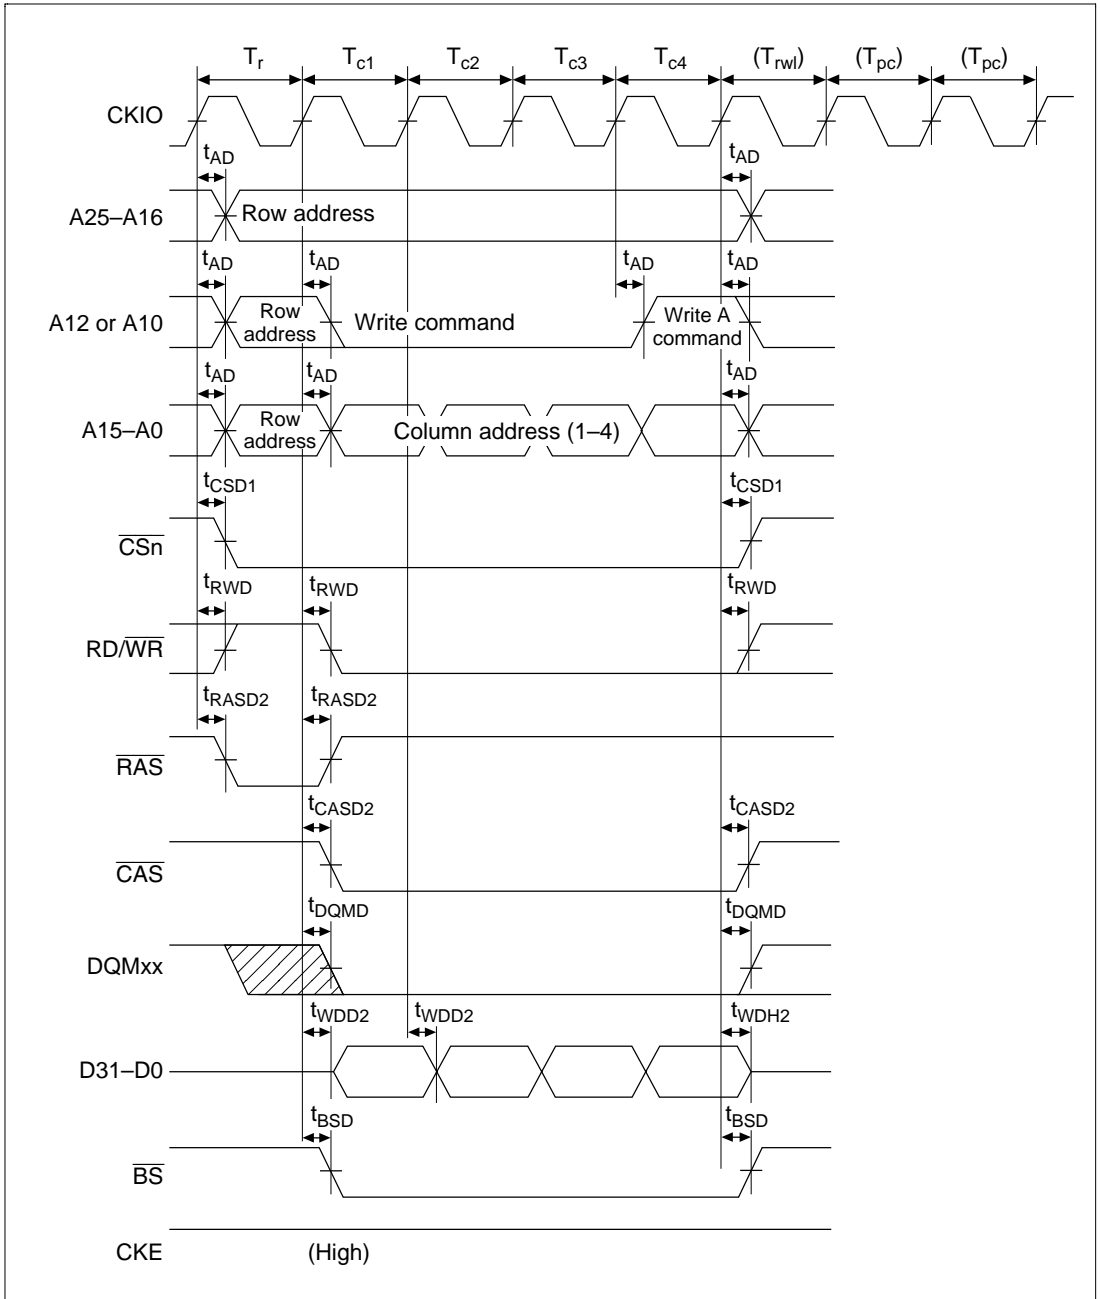 Tr Tc1 Tc2 Tc3 Tc4 (Trwl) (Tpc) (Tpc)
CKIO
tAD tAD
A25–A16 Row address
tAD tAD tAD tAD
A12 or A10 Row address Write command Write A command
tAD tAD tAD
A15–A0 Row address Column address (1–4)
tCSD1 tCSD1
CSn
tRWD tRWD tRWD
RD/WR
tRASD2 tRASD2
RAS
tCASD2 tCASD2
CAS
tDQMD tDQMD
DQMxx
tWDD2 tWDD2 tWDH2
D31–D0
tBSD tBSD
BS
CKE (High)